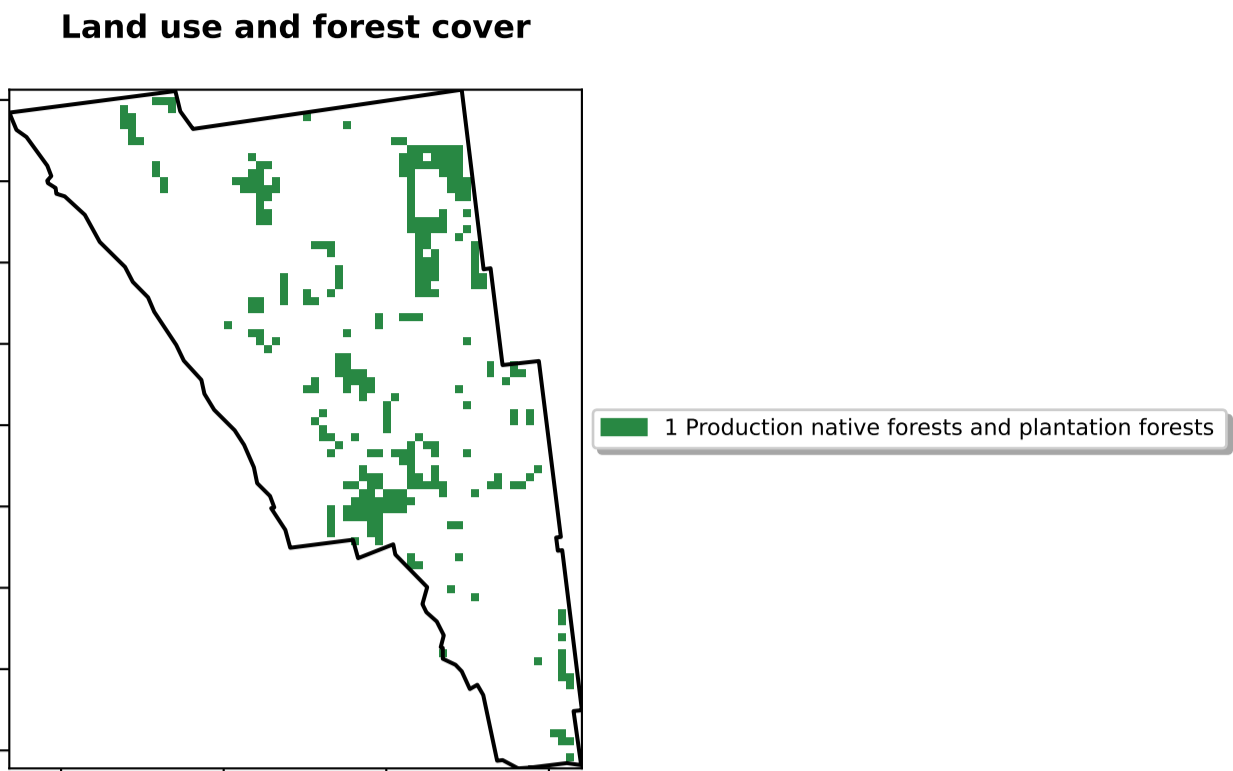 Land use and forest cover
1 Production native forests and plantation forests